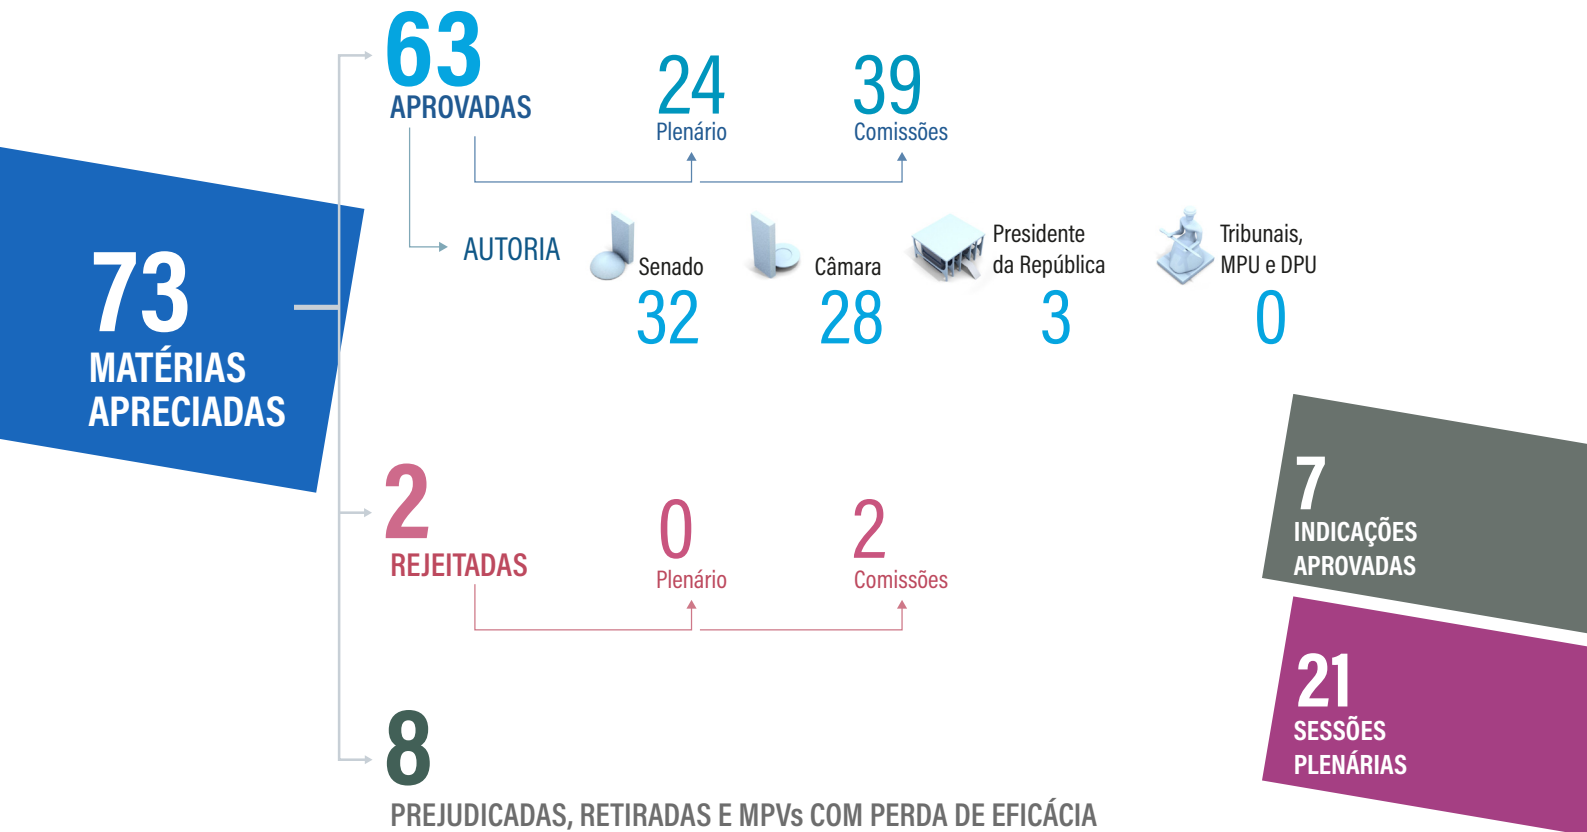 73
MATÉRIAS
APRECIADAS
63
APROVADAS
24
Plenário
39
Comissões
AUTORIA
Senado
32
Câmara
28
Presidente
da República
3
Tribunais,
MPU e DPU
0
2
REJEITADAS
0
Plenário
2
Comissões
8
PREJUDICADAS, RETIRADAS E MPVs COM PERDA DE EFICÁCIA
7
INDICAÇÕES
APROVADAS
21
SESSÕES
PLENÁRIAS